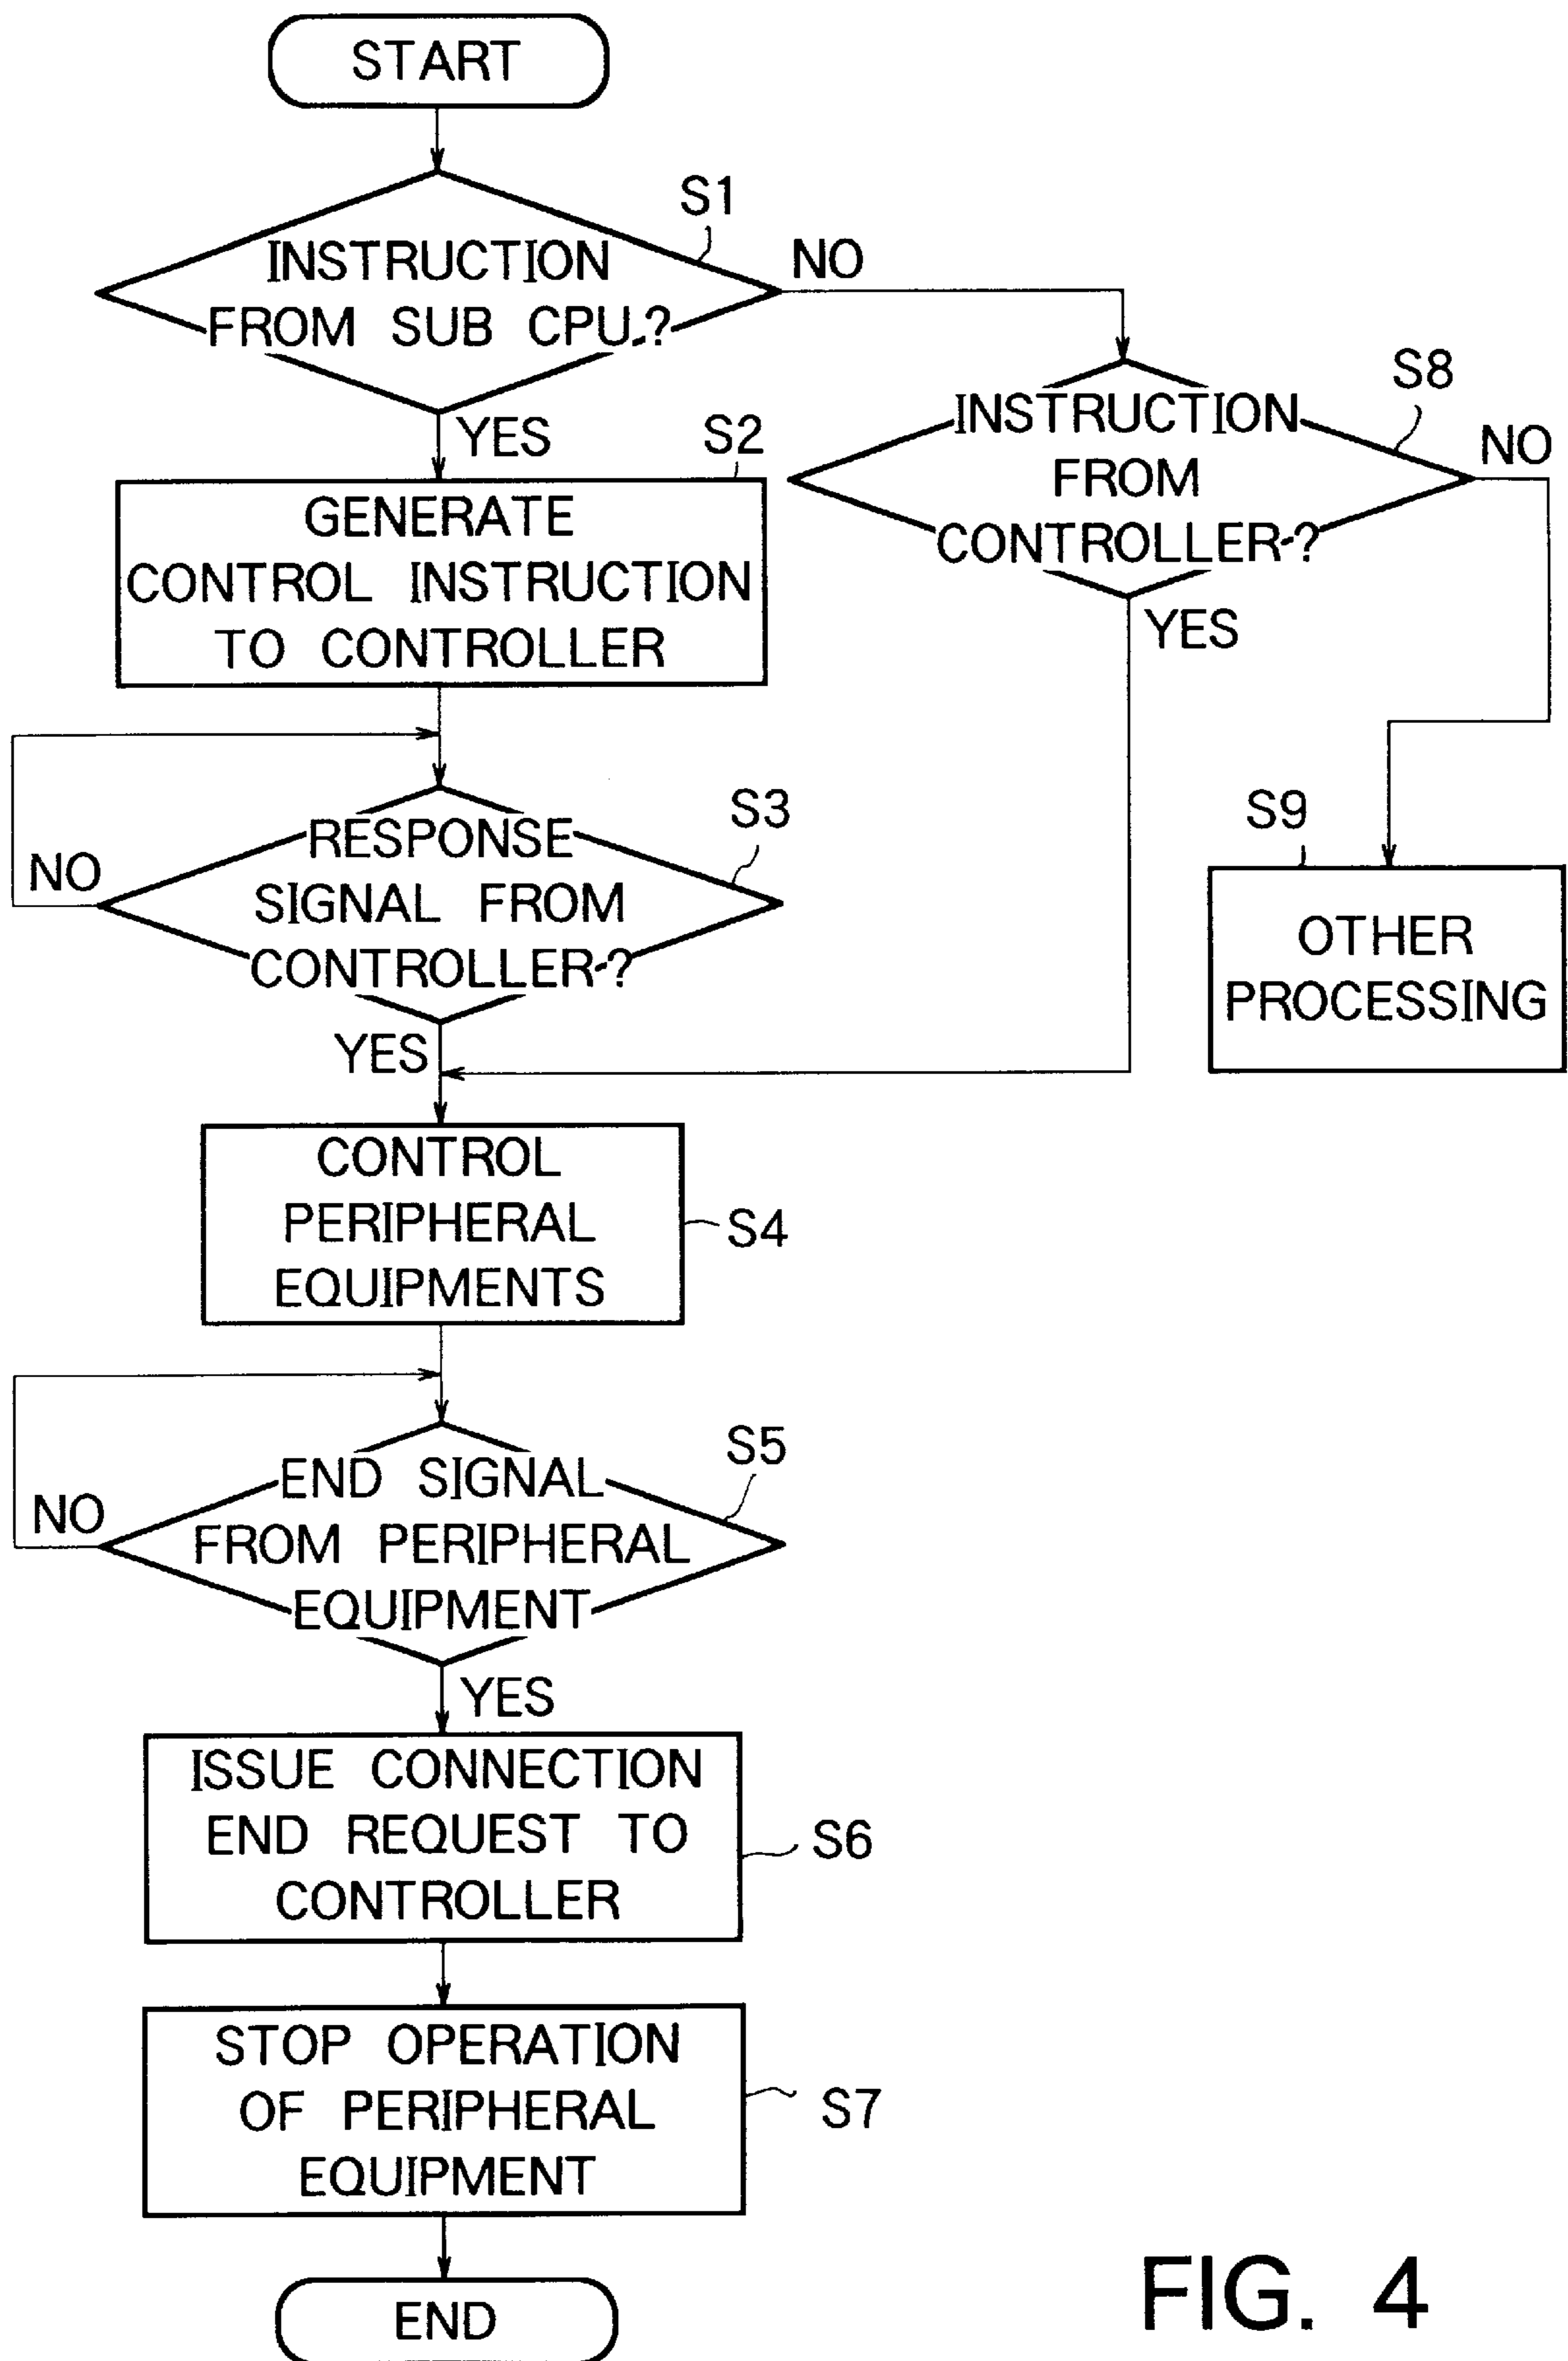 START
S1
INSTRUCTION
FROM SUB CPU.?
NO
YES
S8
INSTRUCTION
FROM
CONTROLLER?
NO
YES
S2
GENERATE
CONTROL INSTRUCTION
TO CONTROLLER
S3
RESPONSE
SIGNAL FROM
CONTROLLER?
NO
YES
S9
OTHER
PROCESSING
CONTROL
PERIPHERAL
EQUIPMENTS
S4
S5
END SIGNAL
FROM PERIPHERAL
EQUIPMENT
NO
YES
ISSUE CONNECTION
END REQUEST TO
CONTROLLER
S6
STOP OPERATION
OF PERIPHERAL
EQUIPMENT
S7
END
FIG. 4